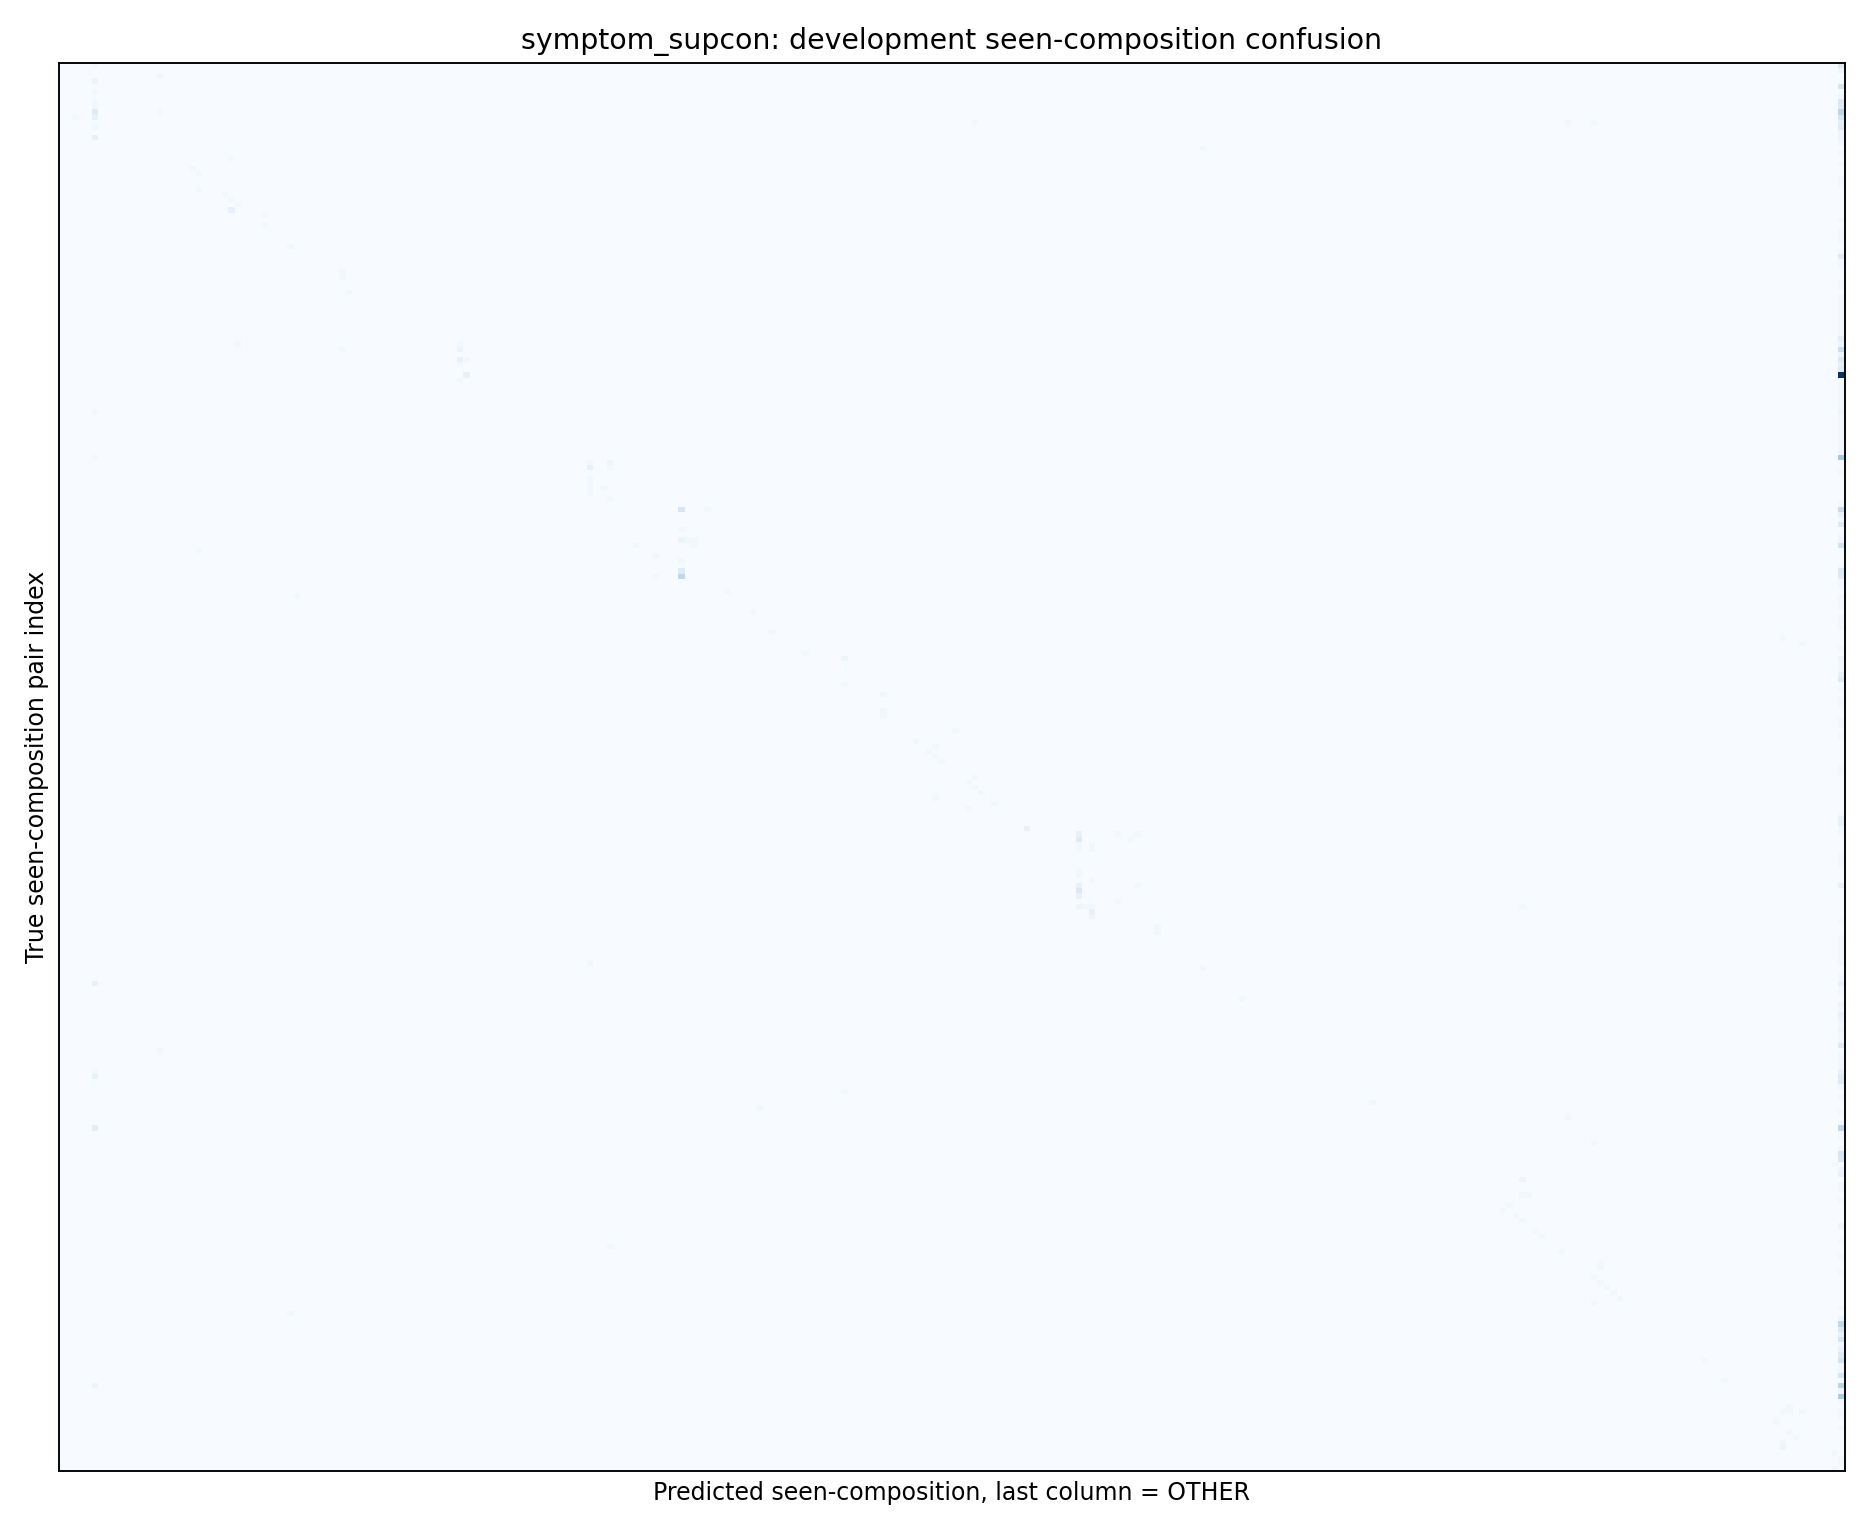 symptom_supcon: development seen-composition confusion
True seen-composition pair index
Predicted seen-composition, last column = OTHER